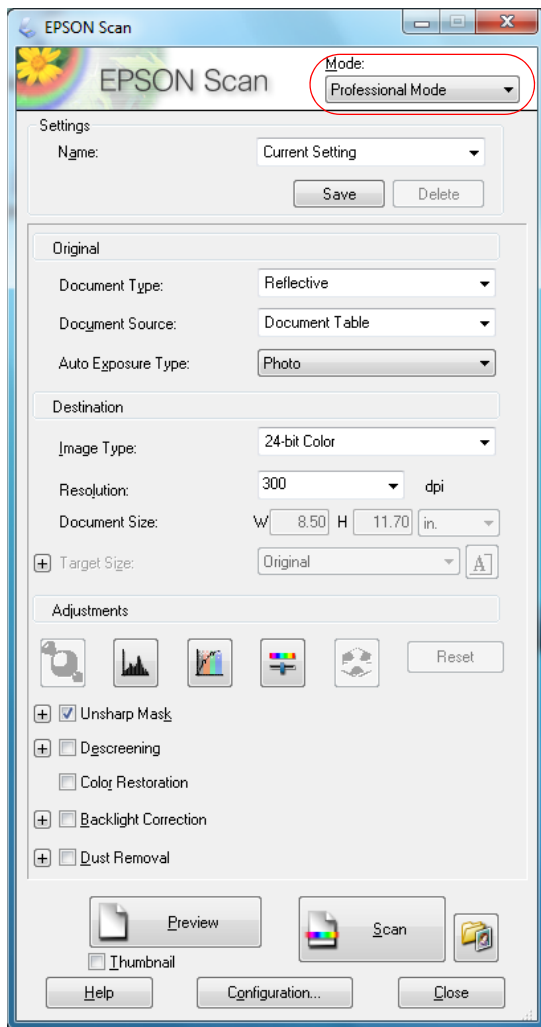 EPSON Scan
EPSON Scan
Mode:
Professional Mode
Settings
Name: Current Setting
Save Delete
Original
Document Type: Reflective
Document Source: Document Table
Auto Exposure Type: Photo
Destination
Image Type: 24-bit Color
Resolution: 300 dpi
Document Size: W 8.50 H 11.70 in.
Target Size: Original A
Adjustments
Reset
Unsharp Mask
Descreening
Color Restoration
Backlight Correction
Dust Removal
Preview Scan
Thumbnail
Help Configuration... Close